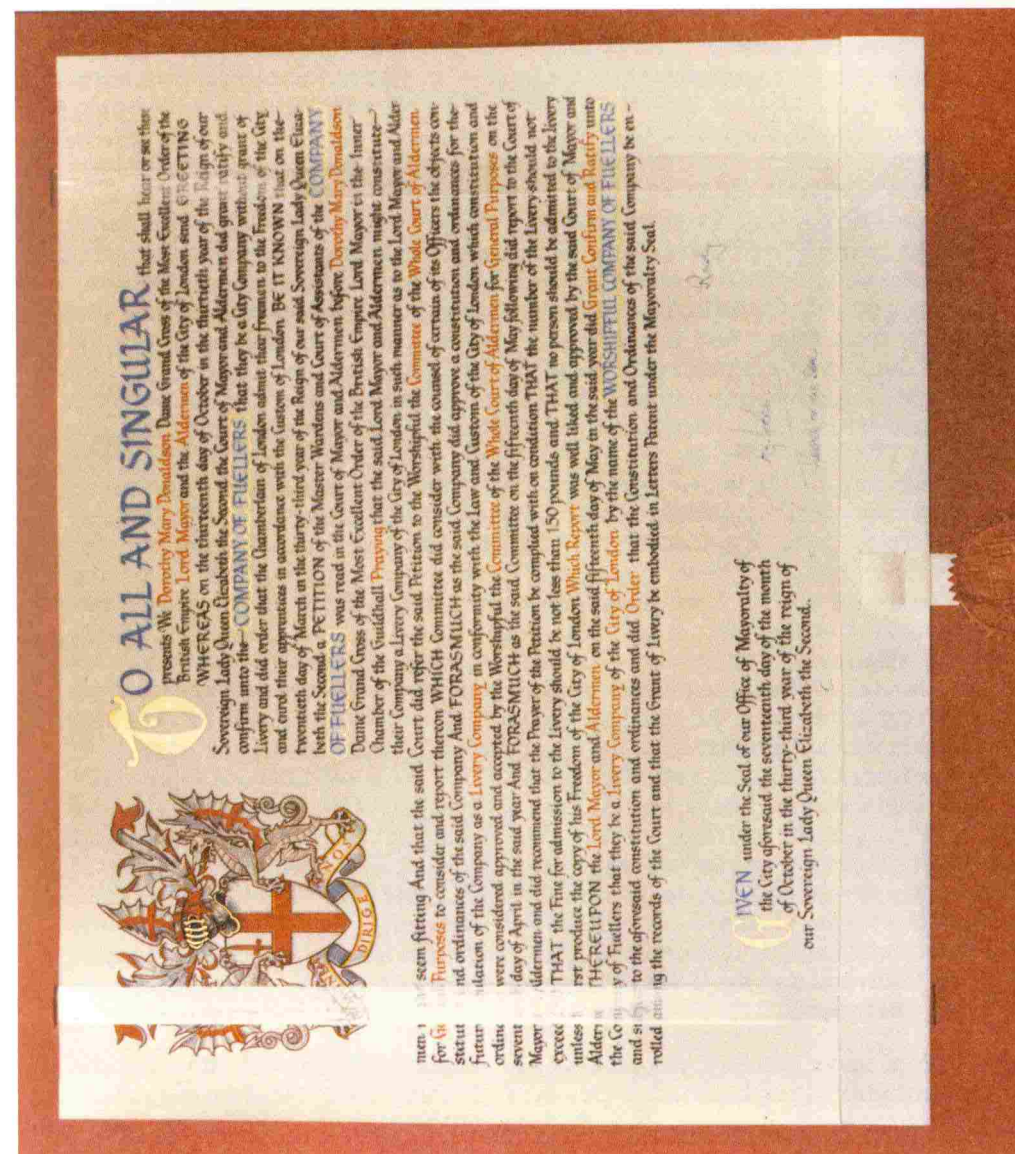 TO ALL AND SINGULAR that shall hear or see these
presents We Dorothy Mary Donaldson Dame Grand Cross of the Most Excellent Order of the
British Empire Lord Mayor and the Aldermen of the City of London send GREETING
WHEREAS on the thirteenth day of October in the thirtieth year of the Reign of our
Sovereign Lady Queen Elizabeth the Second the Court of Mayor and Aldermen did grant ratify and
confirm unto the COMPANY OF FUELLERS that they be a City Company without grant of
Livery and did order that the Chamberlain of London admit their freemen to the Freedom of the City
and enrol their apprentices in accordance with the Custom of London BE IT KNOWN that on the
twentieth day of March in the thirty-third year of the Reign of our said Sovereign Lady Queen Eliza-
beth the Second a PETITION of the Master Wardens and Court of Assistants of the COMPANY
OF FUELLERS was read in the Court of Mayor and Aldermen before Dorothy Mary Donaldson
Dame Grand Cross of the Most Excellent Order of the British Empire Lord Mayor in the Inner
Chamber of the Guildhall Praying that the said Lord Mayor and Aldermen might constitute
their Company a Livery Company of the City of London in such manner as to the Lord Mayor and Alder
men seem fitting And that the said Court did refer the said Petition to the Worshipful the Committee of the Whole Court of Aldermen
for Purposes to consider and report thereon WHICH Committee did consider with the counsel of certain of its Officers the objects con-
statut nd ordinances of the said Company And FORASMUCH as the said Company did approve a constitution and ordinances for the
futur ulation of the Company as a Livery Company in conformity with the Law and Custom of the City of London which constitution and
ordin were considered approved and accepted by the Worshipful the Committee of the Whole Court of Aldermen for General Purposes on the
sevent day of April in the said year And FORASMUCH as the said Committee on the fifteenth day of May following did report to the Court of
Mayor Aldermen and did recommend that the Prayer of the Petition be complied with on condition THAT the number of the Livery should not
exceed THAT the Fine for admission to the Livery should be not less than 150 pounds and THAT no person should be admitted to the livery
unless rst produce the copy of his Freedom of the City of London Which Report was well liked and approved by the said Court of Mayor and
Alderm THEREUPON the Lord Mayor and Aldermen on the said fifteenth day of May in the said year did Grant Confirm and Ratify unto
the Com y of Fuellers that they be a Livery Company of the City of London by the name of the WORSHIPFUL COMPANY OF FUELLERS
and su to the aforesaid constitution and ordinances and did Order that the Constitution and Ordinances of the said Company be en-
rolled among the records of the Court and that the Grant of Livery be embodied in Letters Patent under the Mayoralty Seal.
GIVEN under the Seal of our Office of Mayoralty of
the City aforesaid the seventeenth day of the month
of October in the thirty-third year of the reign of
our Sovereign Lady Queen Elizabeth the Second..
DIRIGE NOS